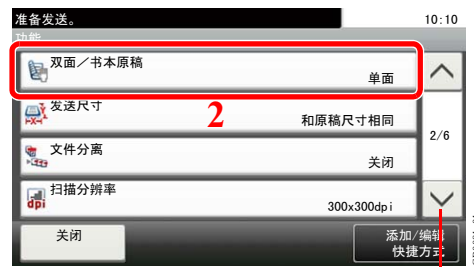 准备发送。
10:10
功能
双面／书本原稿
单面
发送尺寸
2
和原稿尺寸相同
2/6
文件分离
关闭
dpi
扫描分辨率
300x300dpi
关闭
添加/编辑
快捷方式